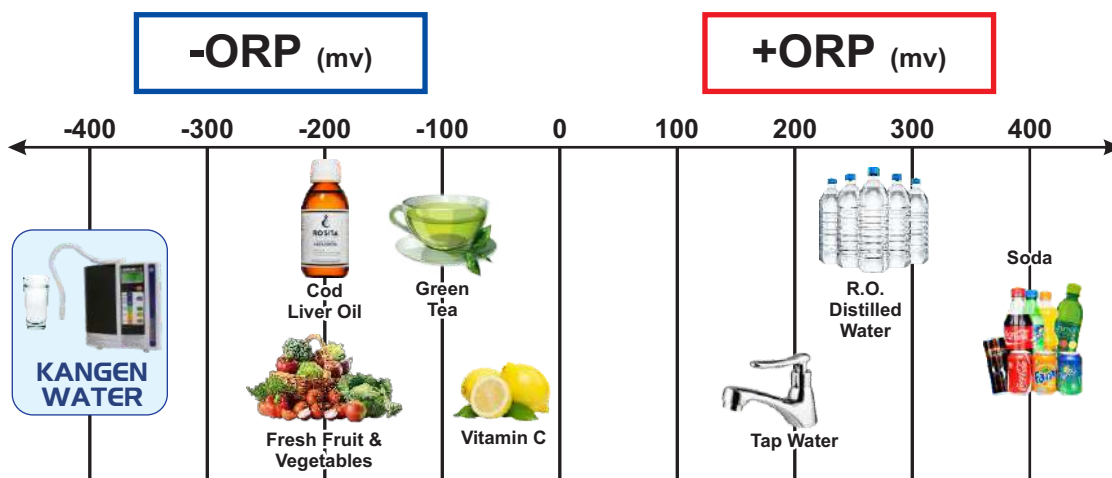 -ORP (mv)
+ORP (mv)
-400 -300 -200 -100 0 100 200 300 400
ROSITA
Cod
Liver Oil
Green
Tea
R.O.
Distilled
Water
Soda
KANGEN
WATER
Fresh Fruit &
Vegetables
Vitamin C
Tap Water